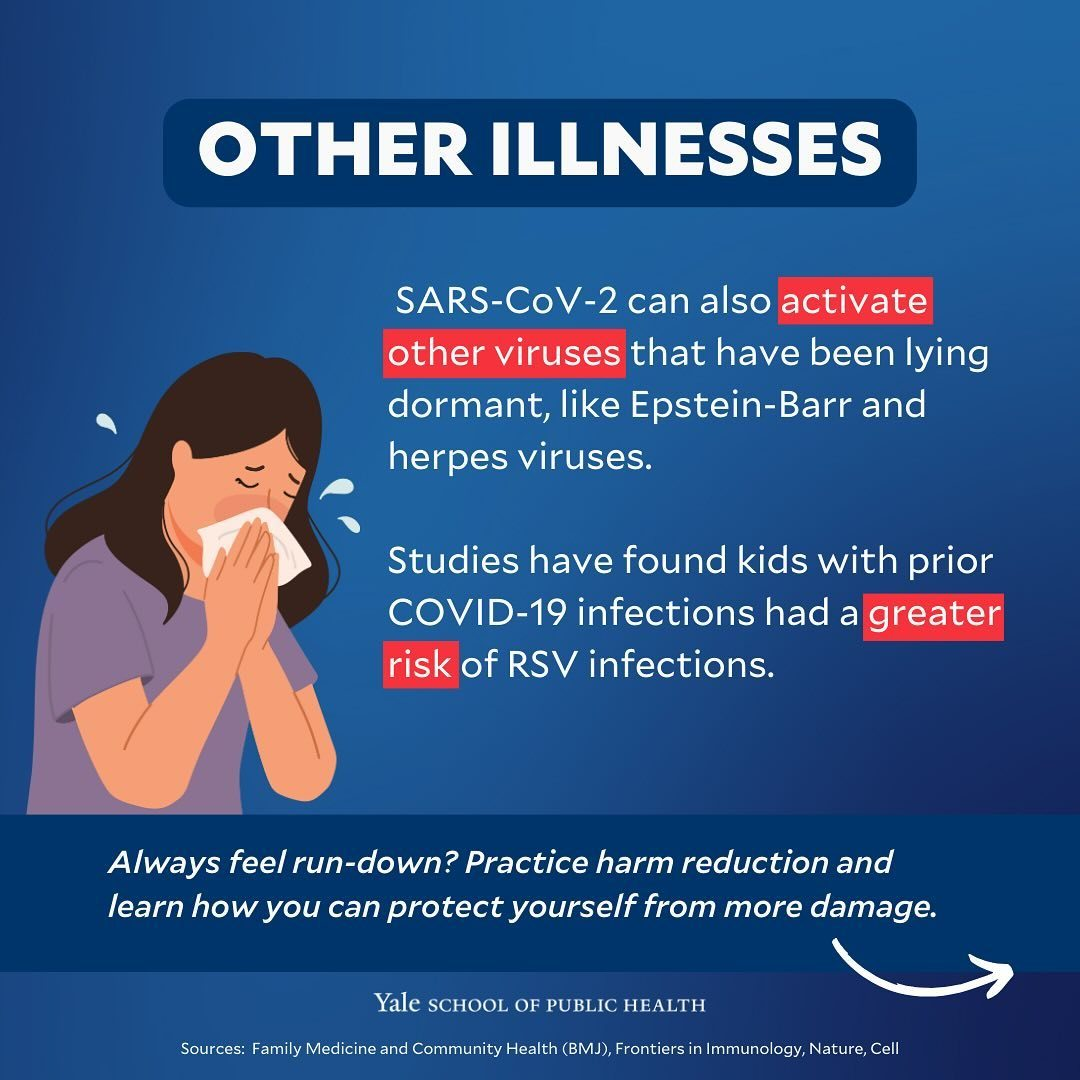 OTHER ILLNESSES
SARS-CoV-2 can also activate
other viruses that have been lying
dormant, like Epstein-Barr and
herpes viruses.
Studies have found kids with prior
COVID-19 infections had a greater
risk of RSV infections.
Always feel run-down? Practice harm reduction and
learn how you can protect yourself from more damage.
Yale SCHOOL OF PUBLIC HEALTH
Sources: Family Medicine and Community Health (BMJ), Frontiers in Immunology, Nature, Cell